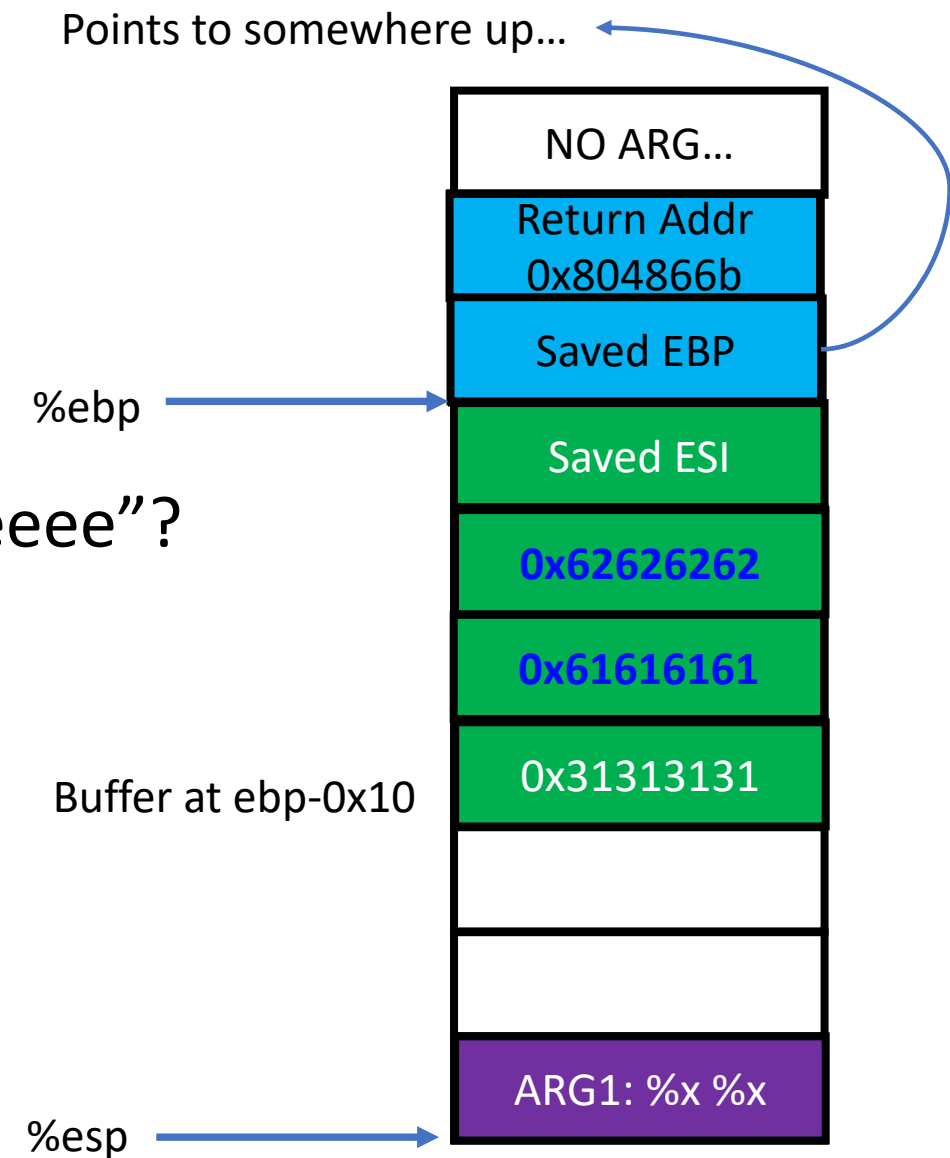 Points to somewhere up...
NO ARG...
Return Addr
0x804866b
Saved EBP
%ebp
Saved ESI
eeee”?
0x62626262
0x61616161
0x31313131
Buffer at ebp-0x10
ARG1: %x %x
%esp